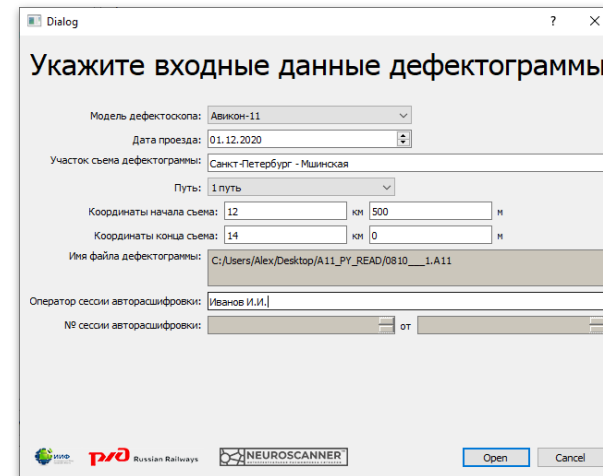 Dialog ? ×
Укажите входные данные дефектограммы
Модель дефектоскопа: Авикон-11
Дата проезда: 01.12.2020
Участок съема дефектограммы: Санкт-Петербург - Мшинская
Путь: 1 путь
Координаты начала съема: 12 км 500 м
Координаты конца съема: 14 км 0 м
Имя файла дефектограммы: C:/Users/Alex/Desktop/A11_PY_READ/0810___1.A11
Оператор сессии авторасшифровки: Иванов И.И.
№ сессии авторасшифровки: от
РЖД Russian Railways NEUROSCANNER Open Cancel